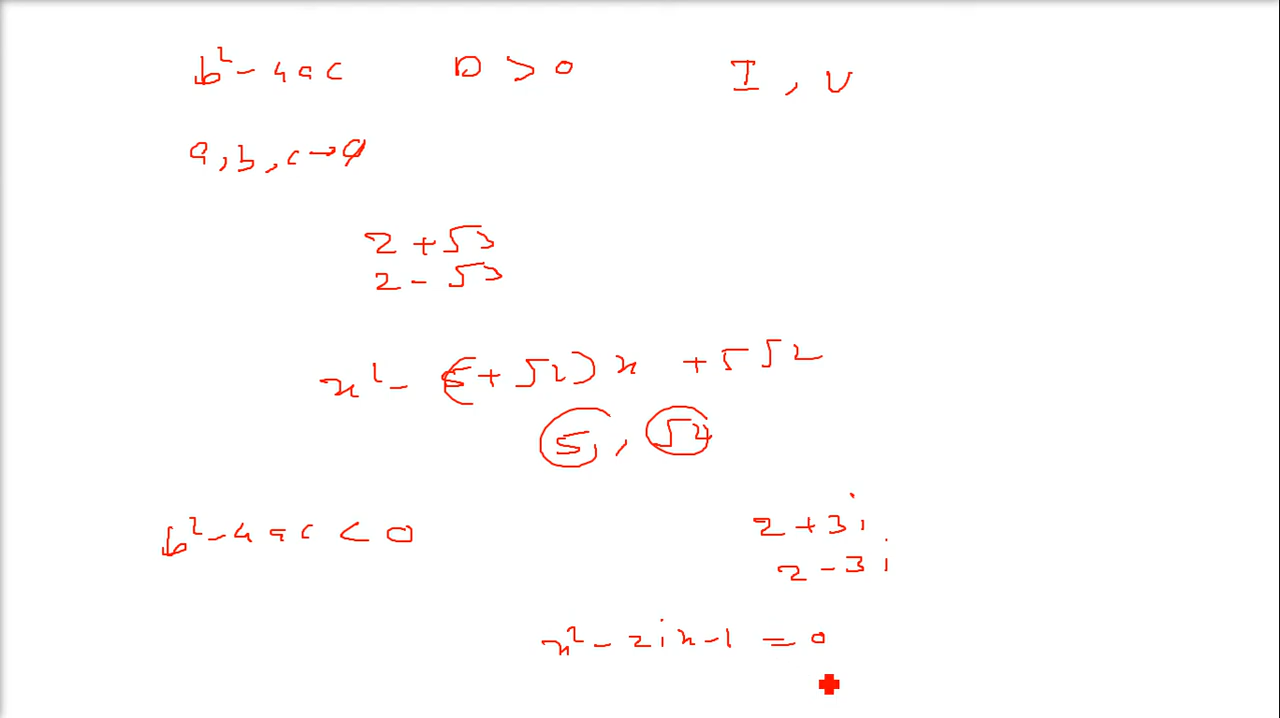 b² - 4ac   D > 0   I , U
a, b, c → Q
2 + √3
2 - √3
x² - (5 + √2) x + 5√2
5, √2
b² - 4ac < 0
2 + 3i
2 - 3i
x² - 2ix - 1 = 0